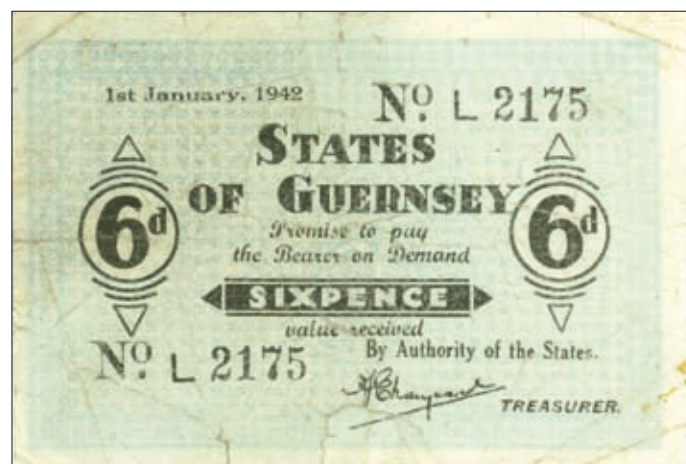 1st January, 1942
Nº L 2175
STATES
OF GUERNSEY
6d
6d
Promise to pay
the Bearer on Demand
SIXPENCE
value received
By Authority of the States.
Nº L 2175
TREASURER.